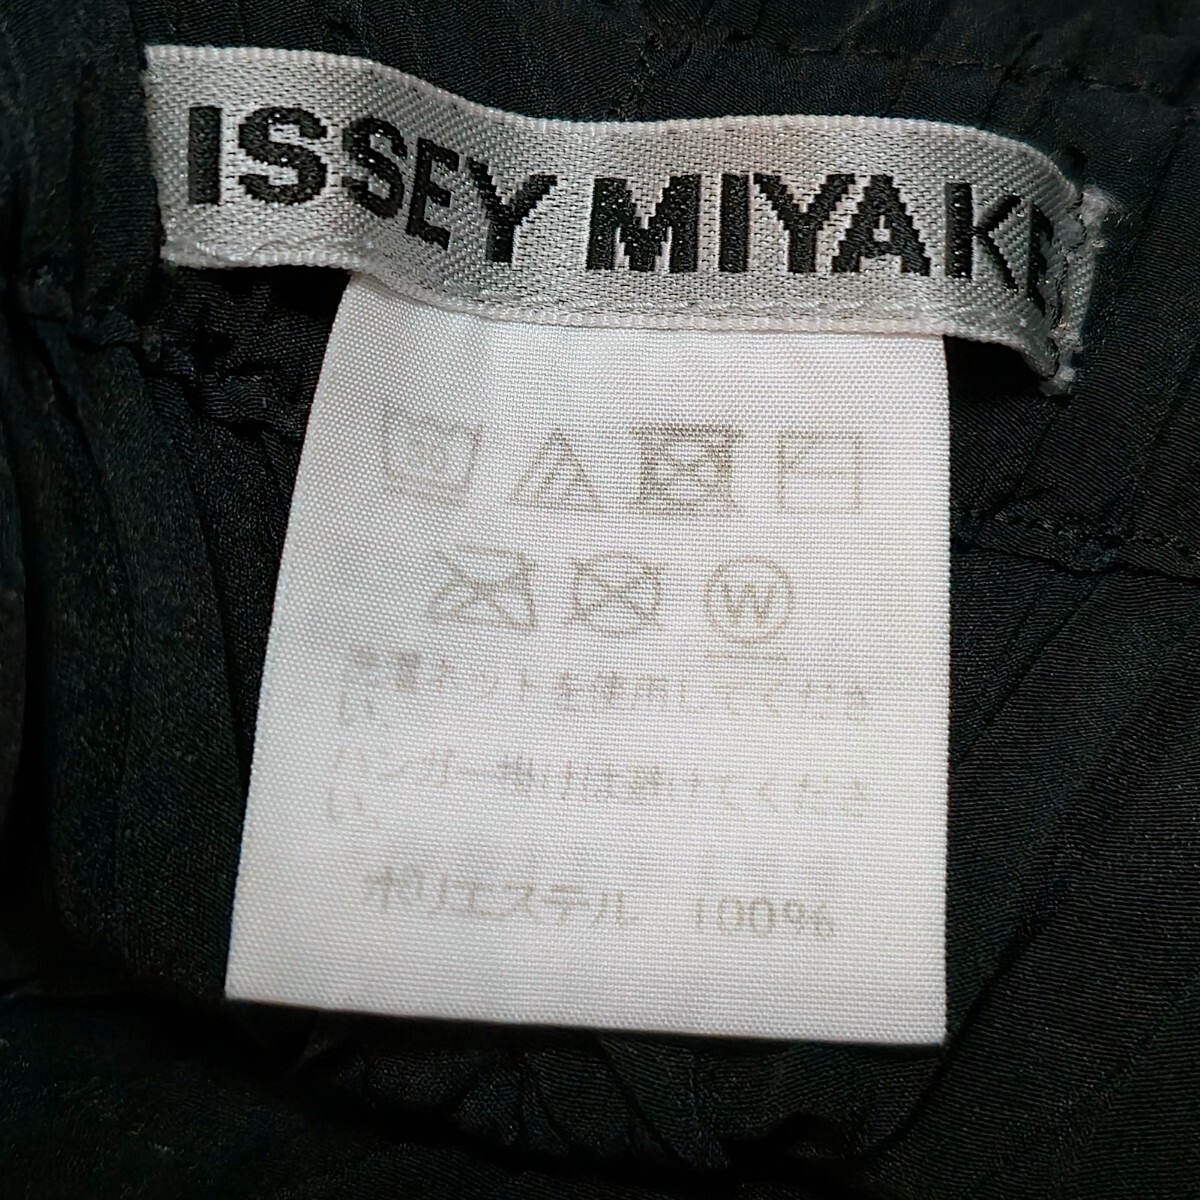 ISSEY MIYAKE
W
洗濯ネットを使用してくださ
い。
ハンガー掛けは避けてくださ
い。
ポリエステル 100%